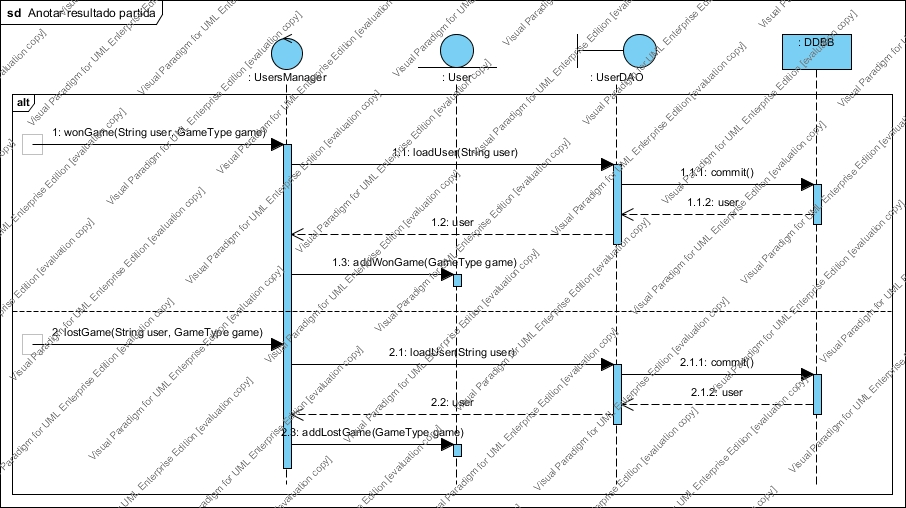 sd Anotar resultado partida
: UsersManager
: User
: UserDAO
: DDBB
alt
1: wonGame(String user, GameType game)
1.1: loadUser(String user)
1.1.1: commit()
1.1.2: user
1.2: user
1.3: addWonGame(GameType game)
2: lostGame(String user, GameType game)
2.1: loadUser(String user)
2.1.1: commit()
2.1.2: user
2.2: user
2.3: addLostGame(GameType game)
Visual Paradigm for UML Enterprise Edition [evaluation copy]